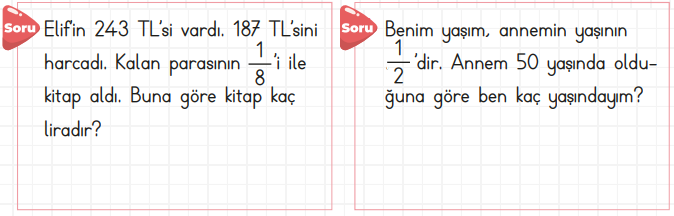 Soru
Elif'in 243 TL'si vardı. 187 TL'sini
harcadı. Kalan parasının 1/8'i ile
kitap aldı. Buna göre kitap kaç
liradır?
Soru
Benim yaşım, annemin yaşının
1/2'dir. Annem 50 yaşında oldu-
ğuna göre ben kaç yaşındayım?